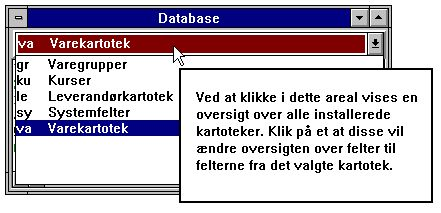 Database
va Varekartotek
gr Varegrupper
ku Kurser
le Leverandørkartotek
sy Systemfelter
va Varekartotek
Ved at klikke i dette areal vises en
oversigt over alle installerede
kartoteker. Klik på et at disse vil
ændre oversigten over felter til
felterne fra det valgte kartotek.